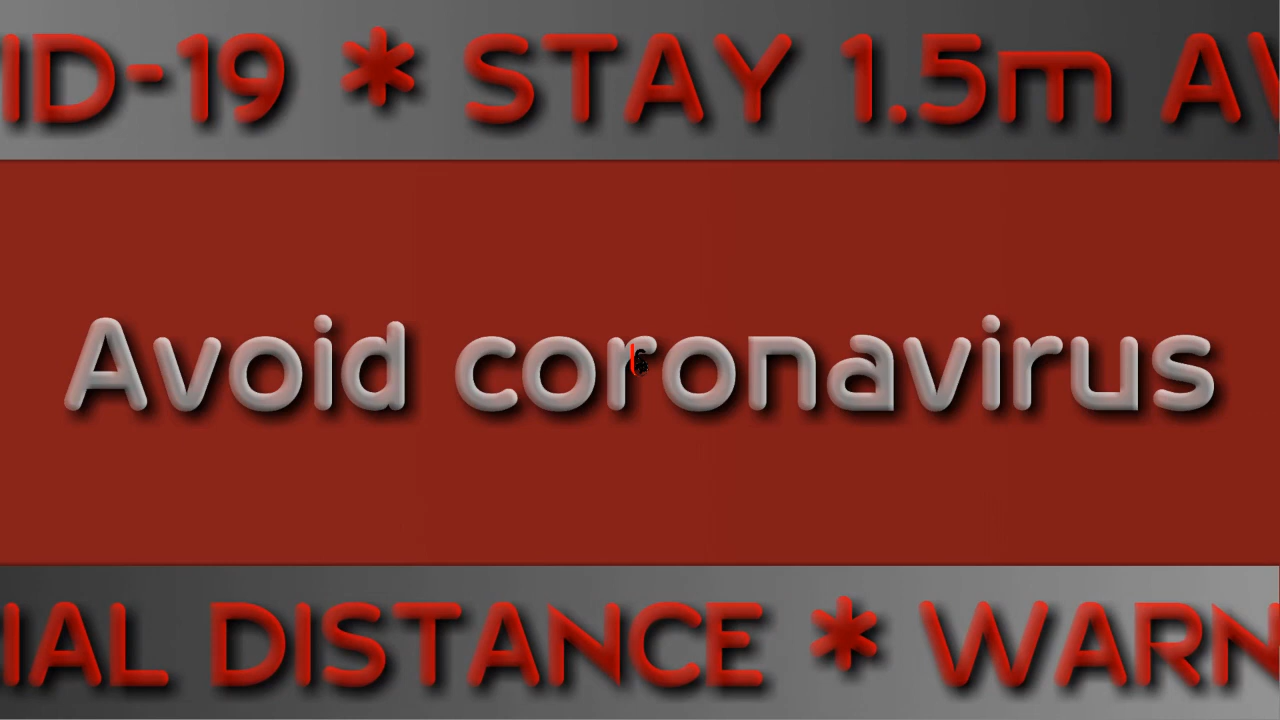 ID-19 * STAY 1.5m AV
Avoid coronavirus
IAL DISTANCE * WARN